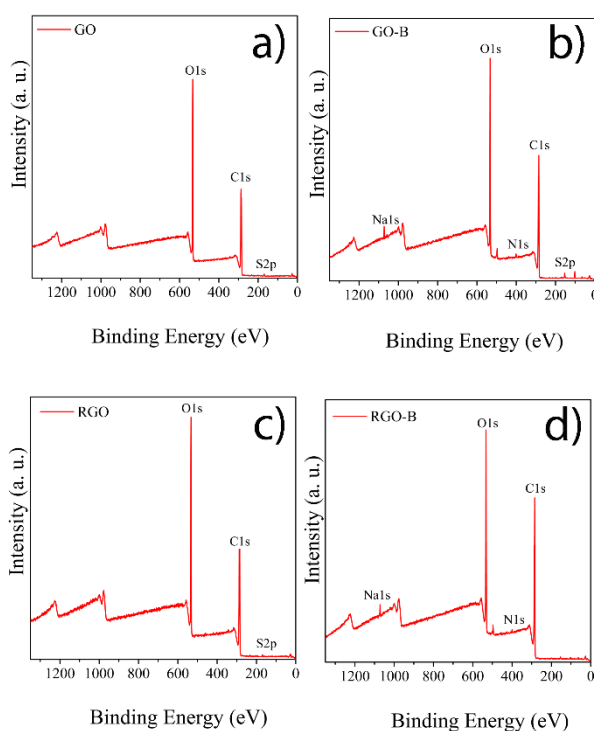 GO
a)
O1s
C1s
S2p
Intensity (a. u.)
1200 1000 800 600 400 200 0
Binding Energy (eV)
GO-B
b)
O1s
C1s
Na1s
N1s
S2p
Intensity (a. u.)
1200 1000 800 600 400 200 0
Binding Energy (eV)
RGO
c)
O1s
C1s
S2p
Intensity (a. u.)
1200 1000 800 600 400 200 0
Binding Energy (eV)
RGO-B
d)
O1s
C1s
Na1s
N1s
Intensity (a. u.)
1200 1000 800 600 400 200 0
Binding Energy (eV)